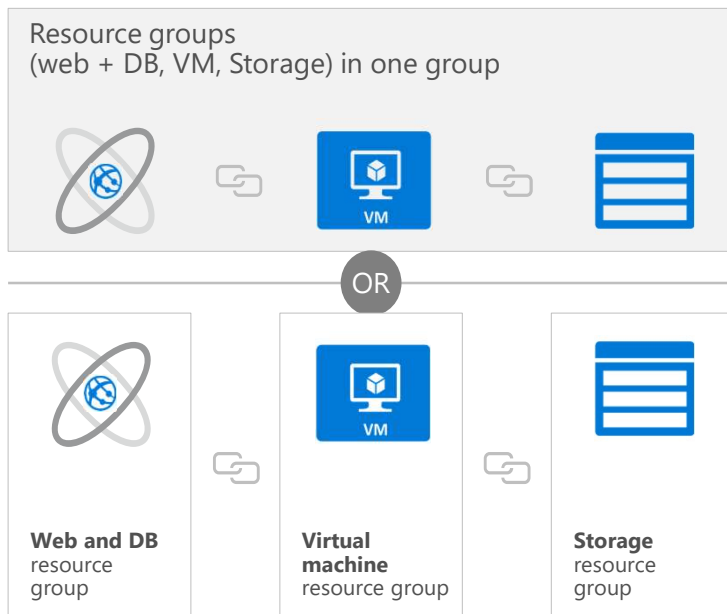 Resource groups
(web + DB, VM, Storage) in one group
VM
OR
VM
Web and DB
resource
group
Virtual
machine
resource group
Storage
resource
group